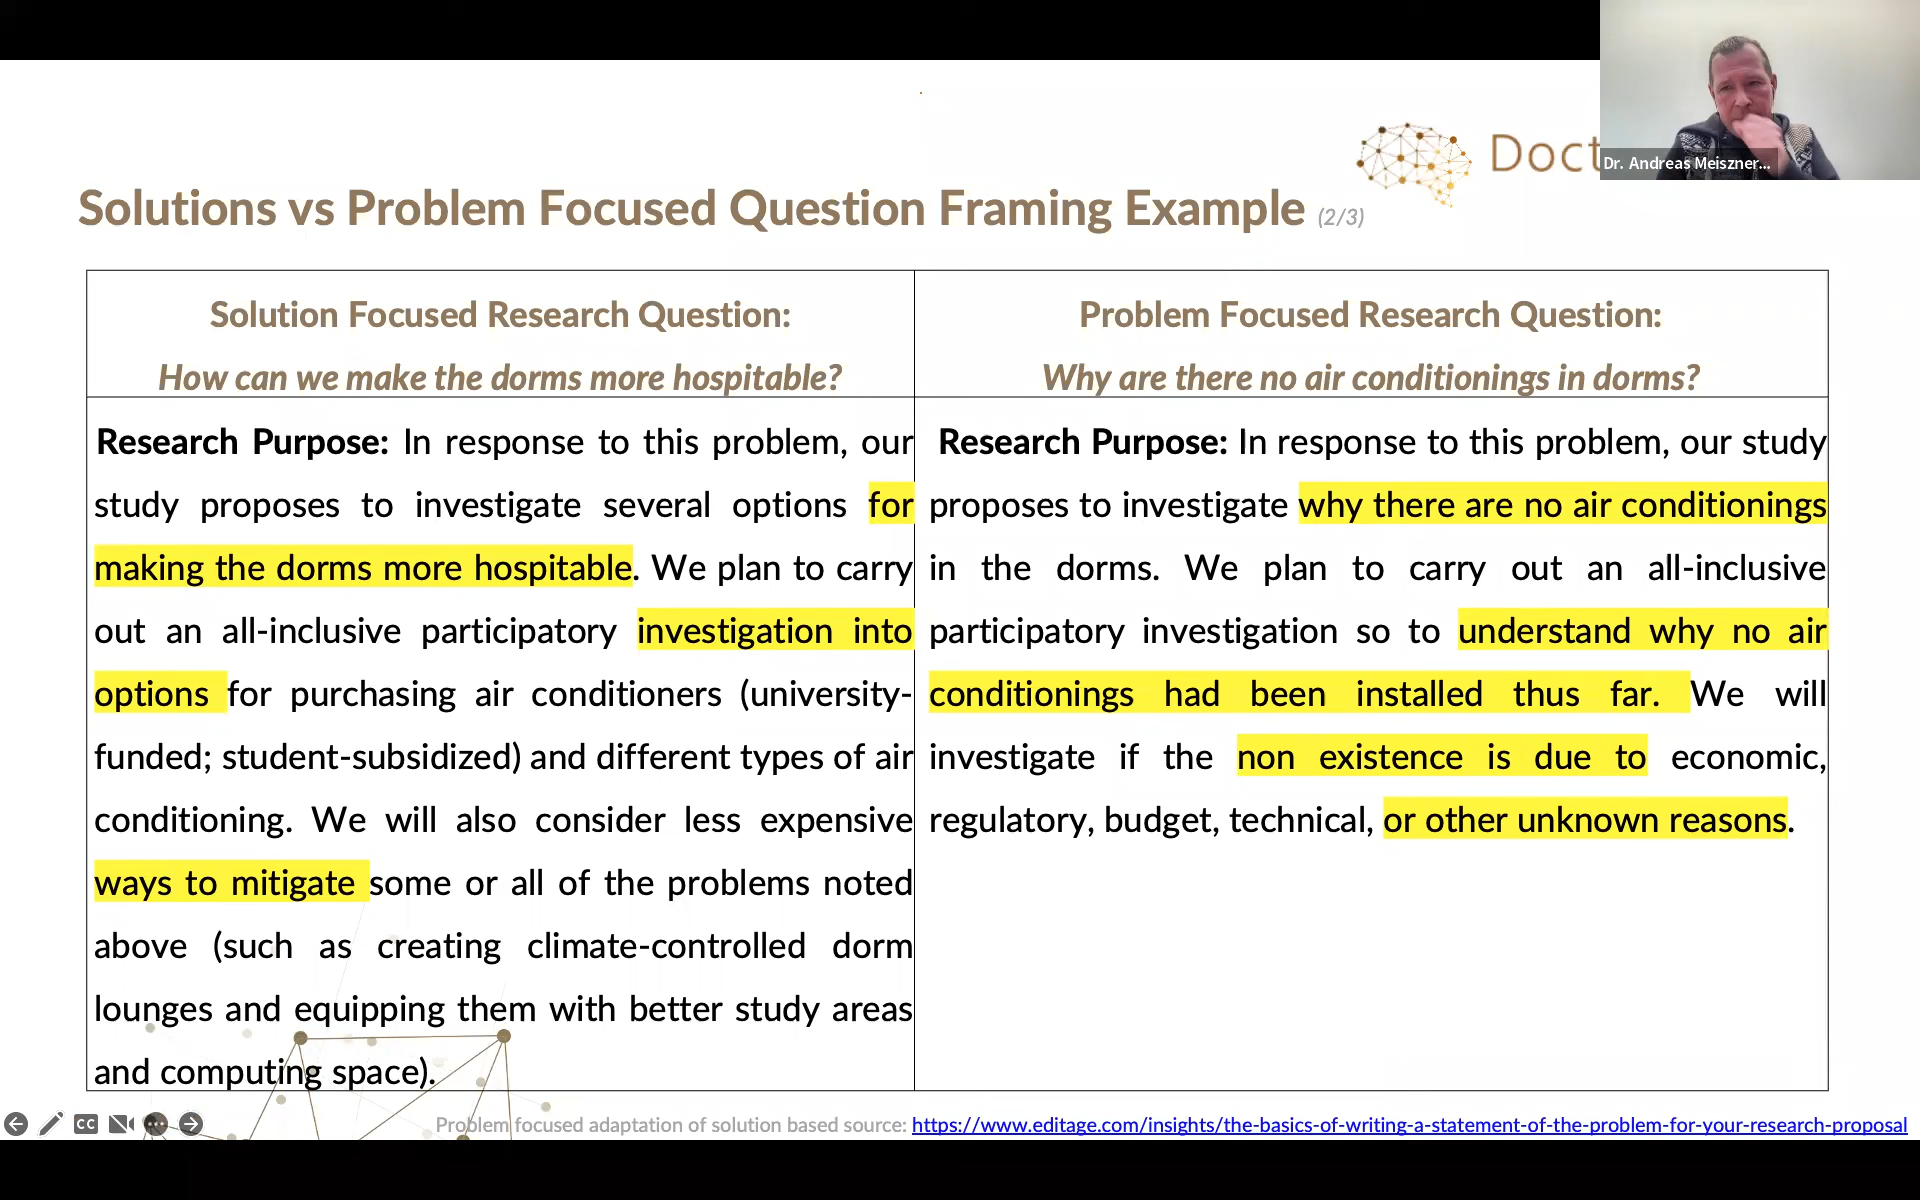 Doct
Dr. Andreas Meiszner...
Solutions vs Problem Focused Question Framing Example (2/3)
Solution Focused Research Question:
How can we make the dorms more hospitable?
Research Purpose: In response to this problem, our
study proposes to investigate several options for
making the dorms more hospitable. We plan to carry
out an all-inclusive participatory investigation into
options for purchasing air conditioners (university-
funded; student-subsidized) and different types of air
conditioning. We will also consider less expensive
ways to mitigate some or all of the problems noted
above (such as creating climate-controlled dorm
lounges and equipping them with better study areas
and computing space).
Problem Focused Research Question:
Why are there no air conditionings in dorms?
Research Purpose: In response to this problem, our study
proposes to investigate why there are no air conditionings
in the dorms. We plan to carry out an all-inclusive
participatory investigation so to understand why no air
conditionings had been installed thus far. We will
investigate if the non existence is due to economic,
regulatory, budget, technical, or other unknown reasons.
CC
Problem focused adaptation of solution based source: https://www.editage.com/insights/the-basics-of-writing-a-statement-of-the-problem-for-your-research-proposal